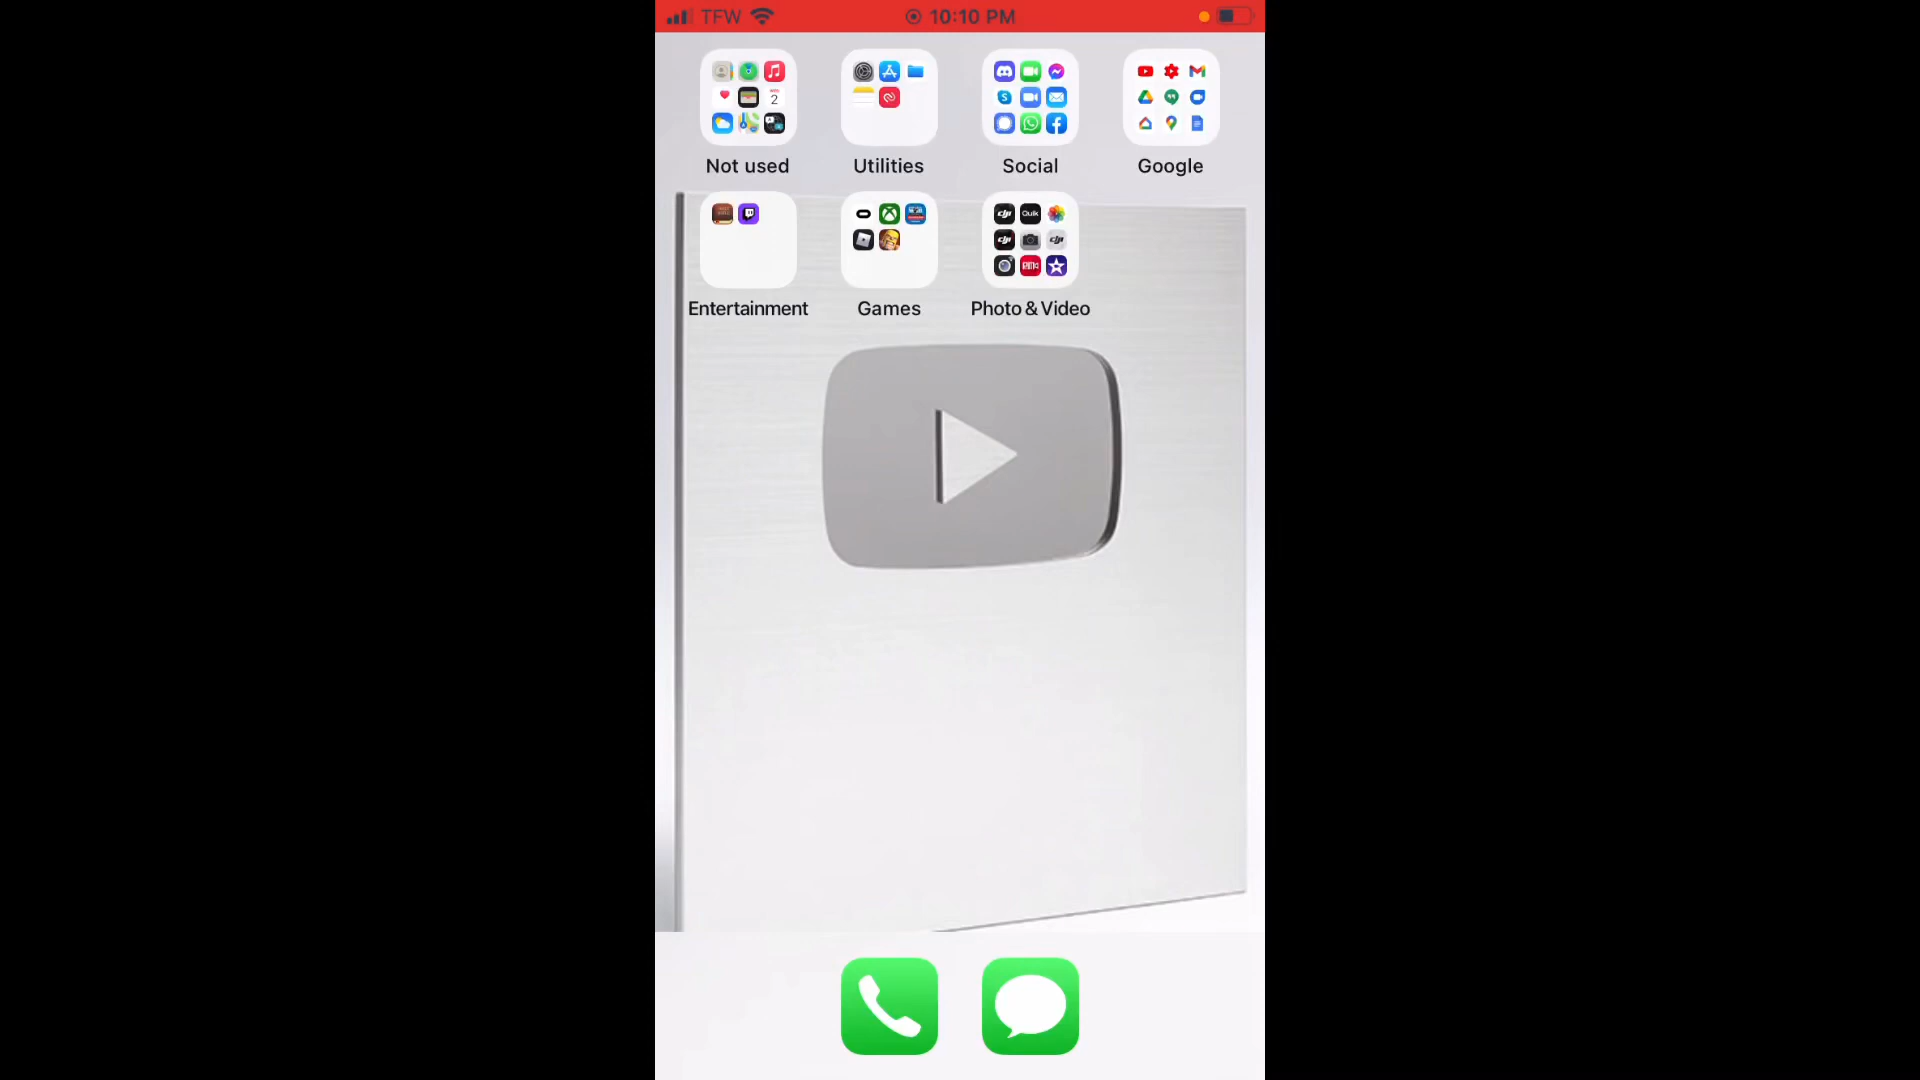 TFW 10:10 PM
2
Not used Utilities Social Google
Quik
Entertainment Games Photo & Video